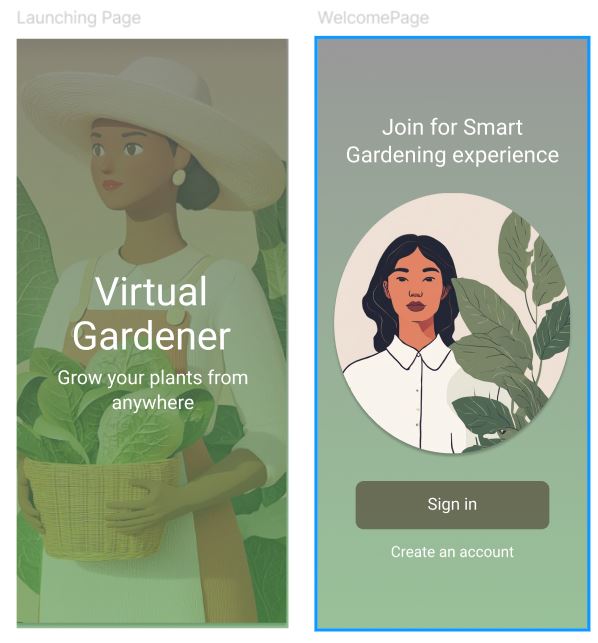 Launching Page
WelcomePage
Virtual
Gardener
Grow your plants from
anywhere
Join for Smart
Gardening experience
Sign in
Create an account